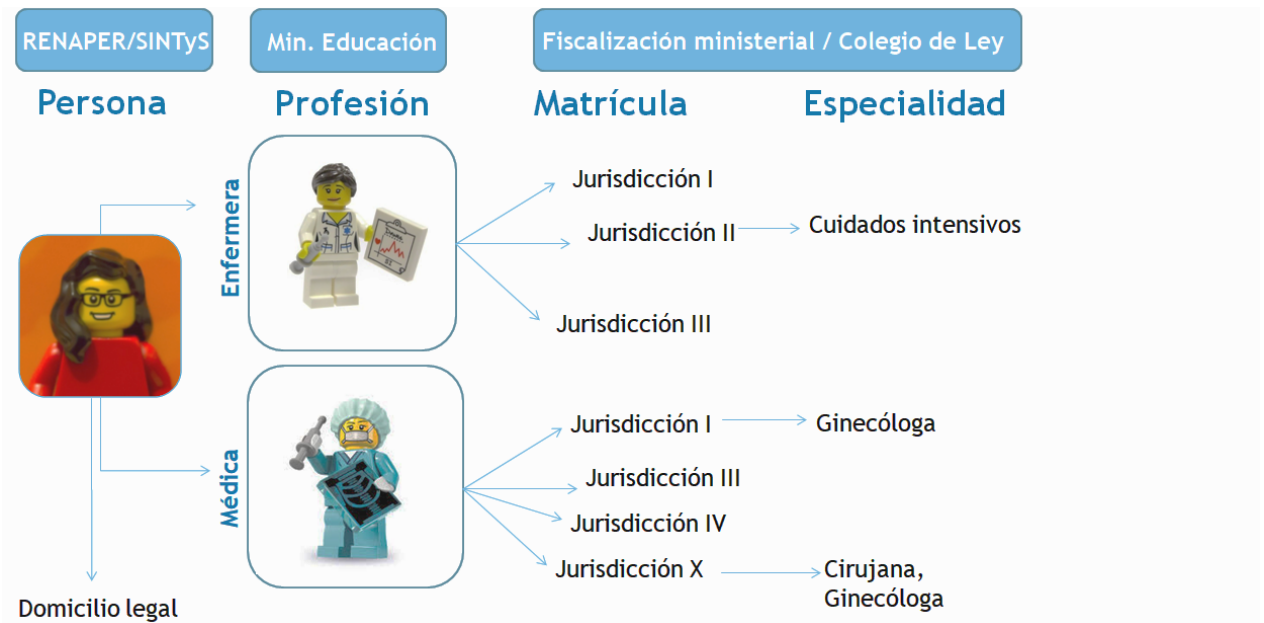 RENAPER/SINTyS
Min. Educación
Fiscalización ministerial / Colegio de Ley
Persona
Profesión
Matrícula
Especialidad
Enfermera
Jurisdicción I
Jurisdicción II
Cuidados intensivos
Jurisdicción III
Médica
Jurisdicción I
Ginecóloga
Jurisdicción III
Jurisdicción IV
Jurisdicción X
Cirujana,
Ginecóloga
Domicilio legal